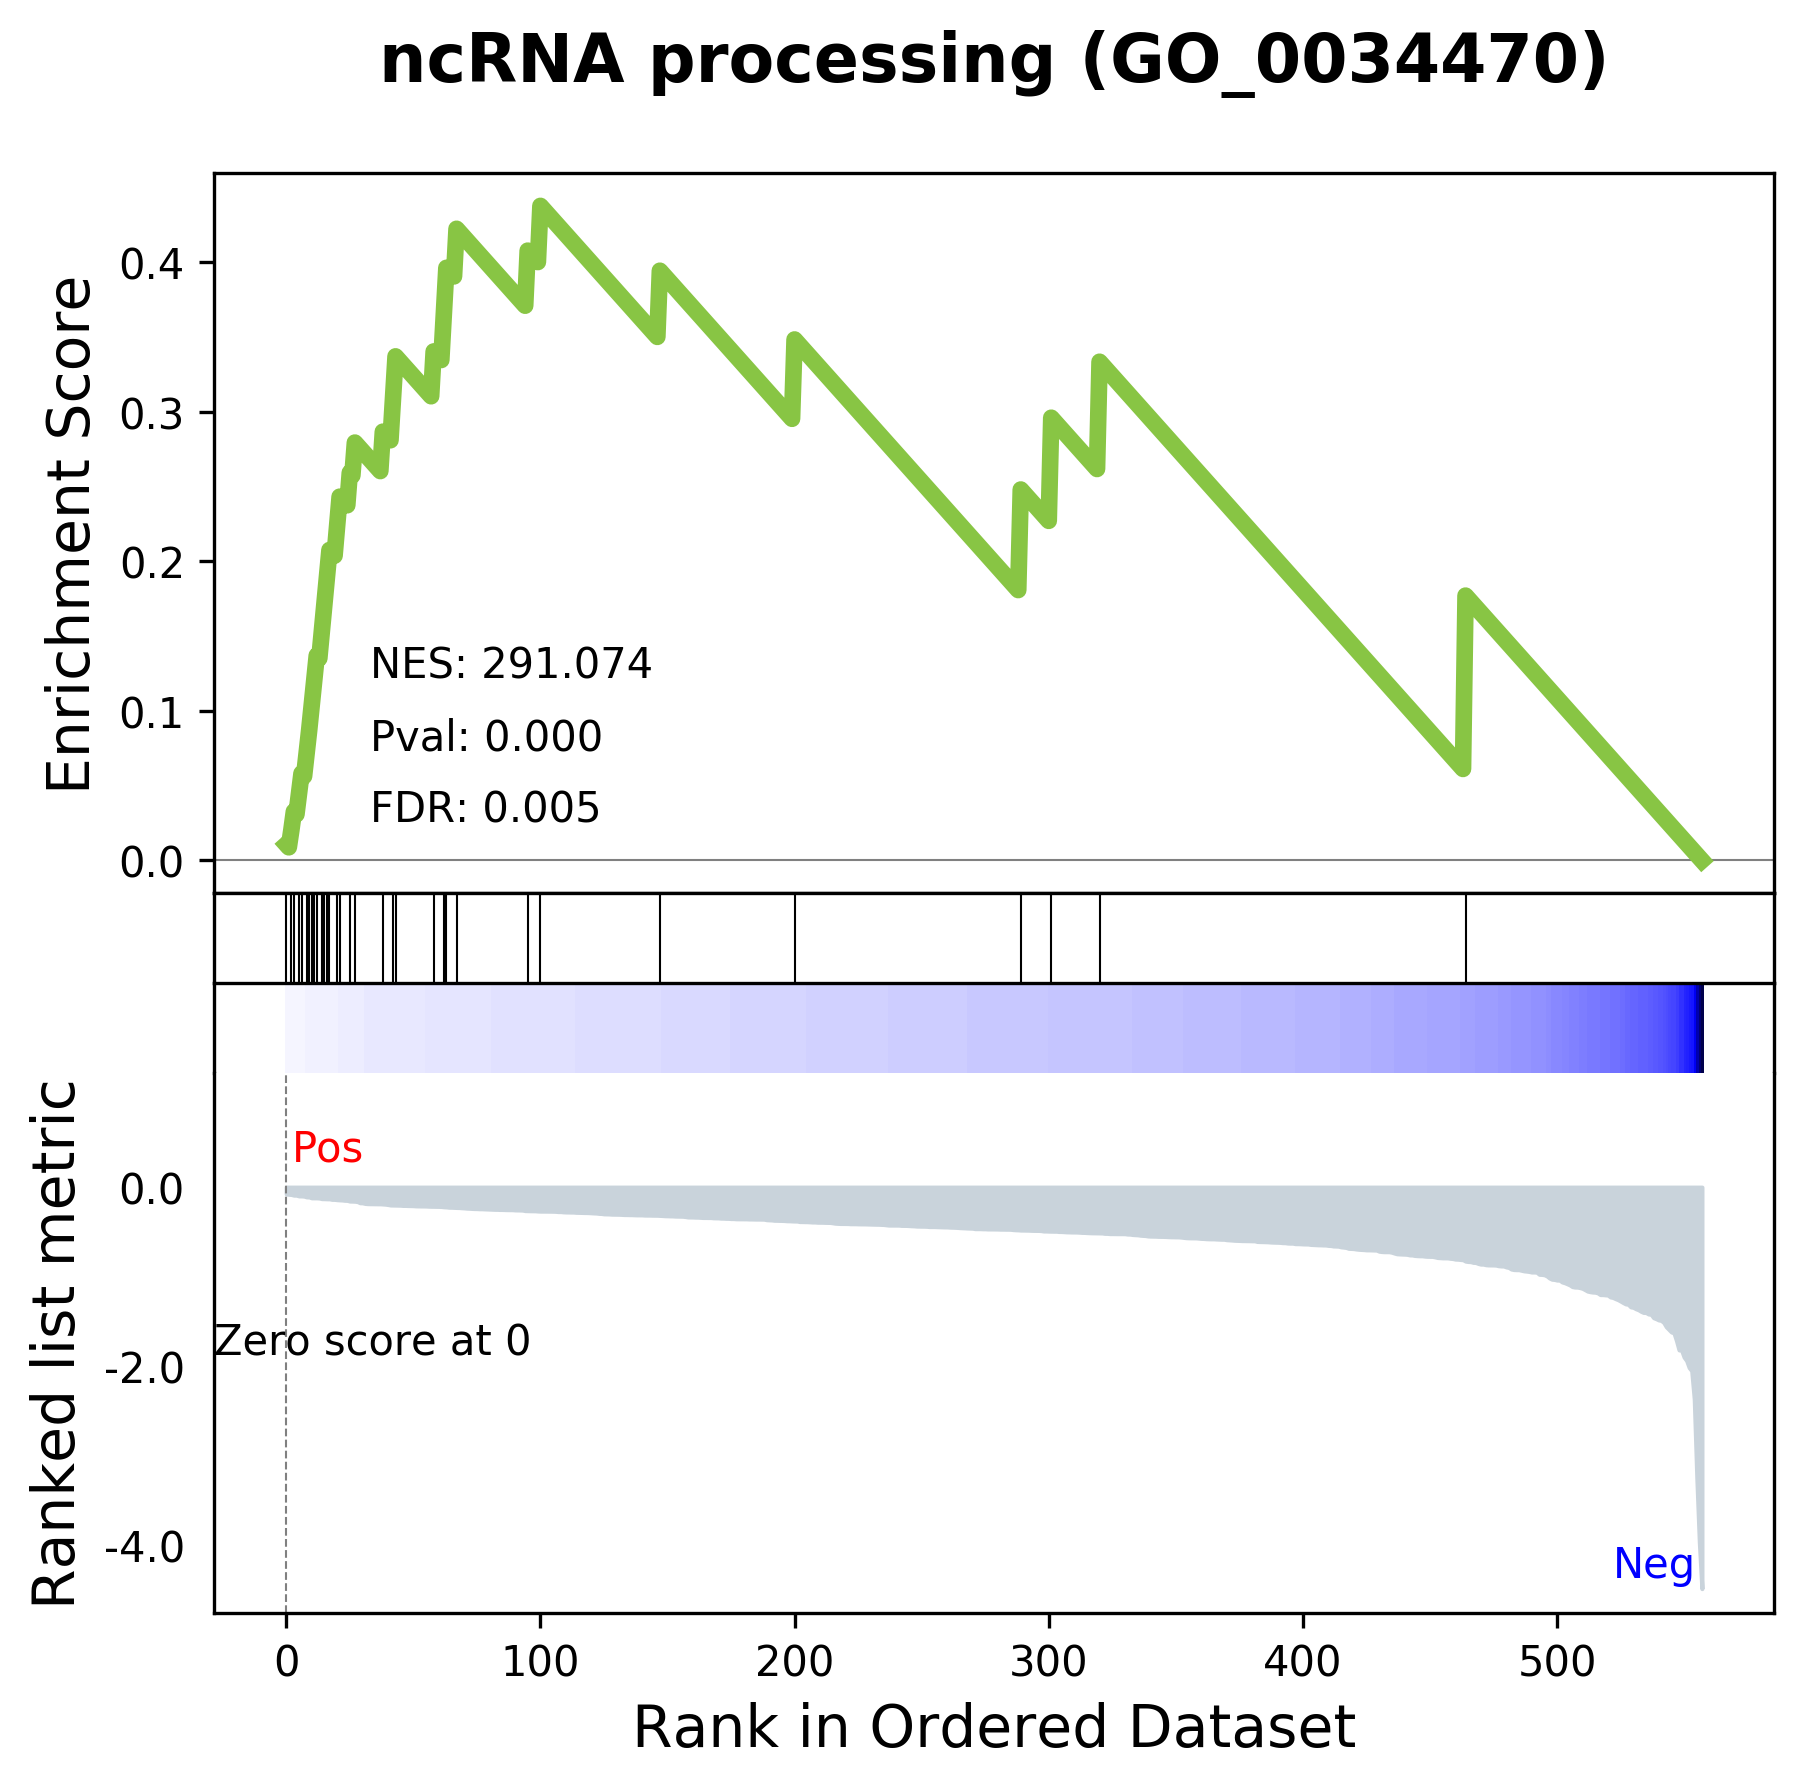 ncRNA processing (GO_0034470)
Enrichment Score
0.4
0.3
0.2
0.1
0.0
NES: 291.074
Pval: 0.000
FDR: 0.005
Ranked list metric
Pos
0.0
Zero score at 0
-2.0
-4.0
Neg
0 100 200 300 400 500
Rank in Ordered Dataset